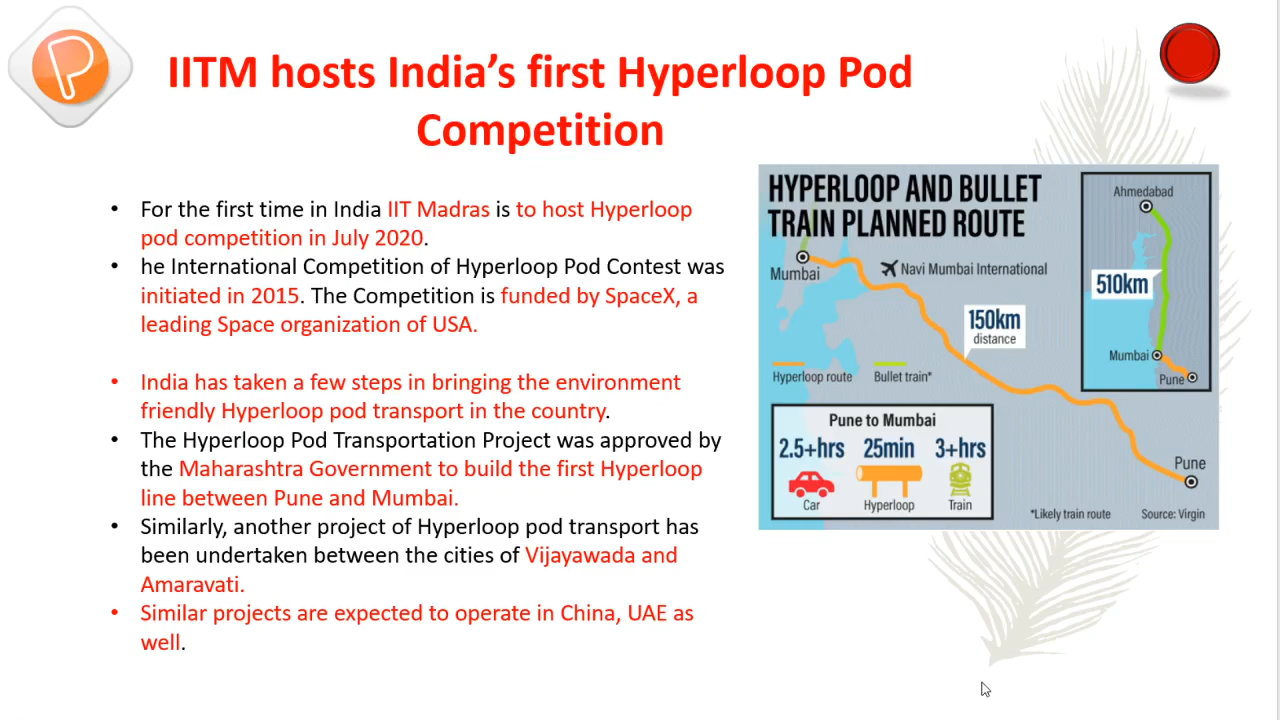 IITM hosts India’s first Hyperloop Pod
Competition
• For the first time in India IIT Madras is to host Hyperloop
pod competition in July 2020.
• he International Competition of Hyperloop Pod Contest was
initiated in 2015. The Competition is funded by SpaceX, a
leading Space organization of USA.
• India has taken a few steps in bringing the environment
friendly Hyperloop pod transport in the country.
• The Hyperloop Pod Transportation Project was approved by
the Maharashtra Government to build the first Hyperloop
line between Pune and Mumbai.
• Similarly, another project of Hyperloop pod transport has
been undertaken between the cities of Vijayawada and
Amaravati.
• Similar projects are expected to operate in China, UAE as
well.
HYPERLOOP AND BULLET
TRAIN PLANNED ROUTE
Mumbai
Navi Mumbai International
150km
distance
Hyperloop route
Bullet train*
Pune to Mumbai
2.5+hrs 25min 3+hrs
Car Hyperloop Train
Pune
*Likely train route
Source: Virgin
Ahmedabad
510km
Mumbai
Pune